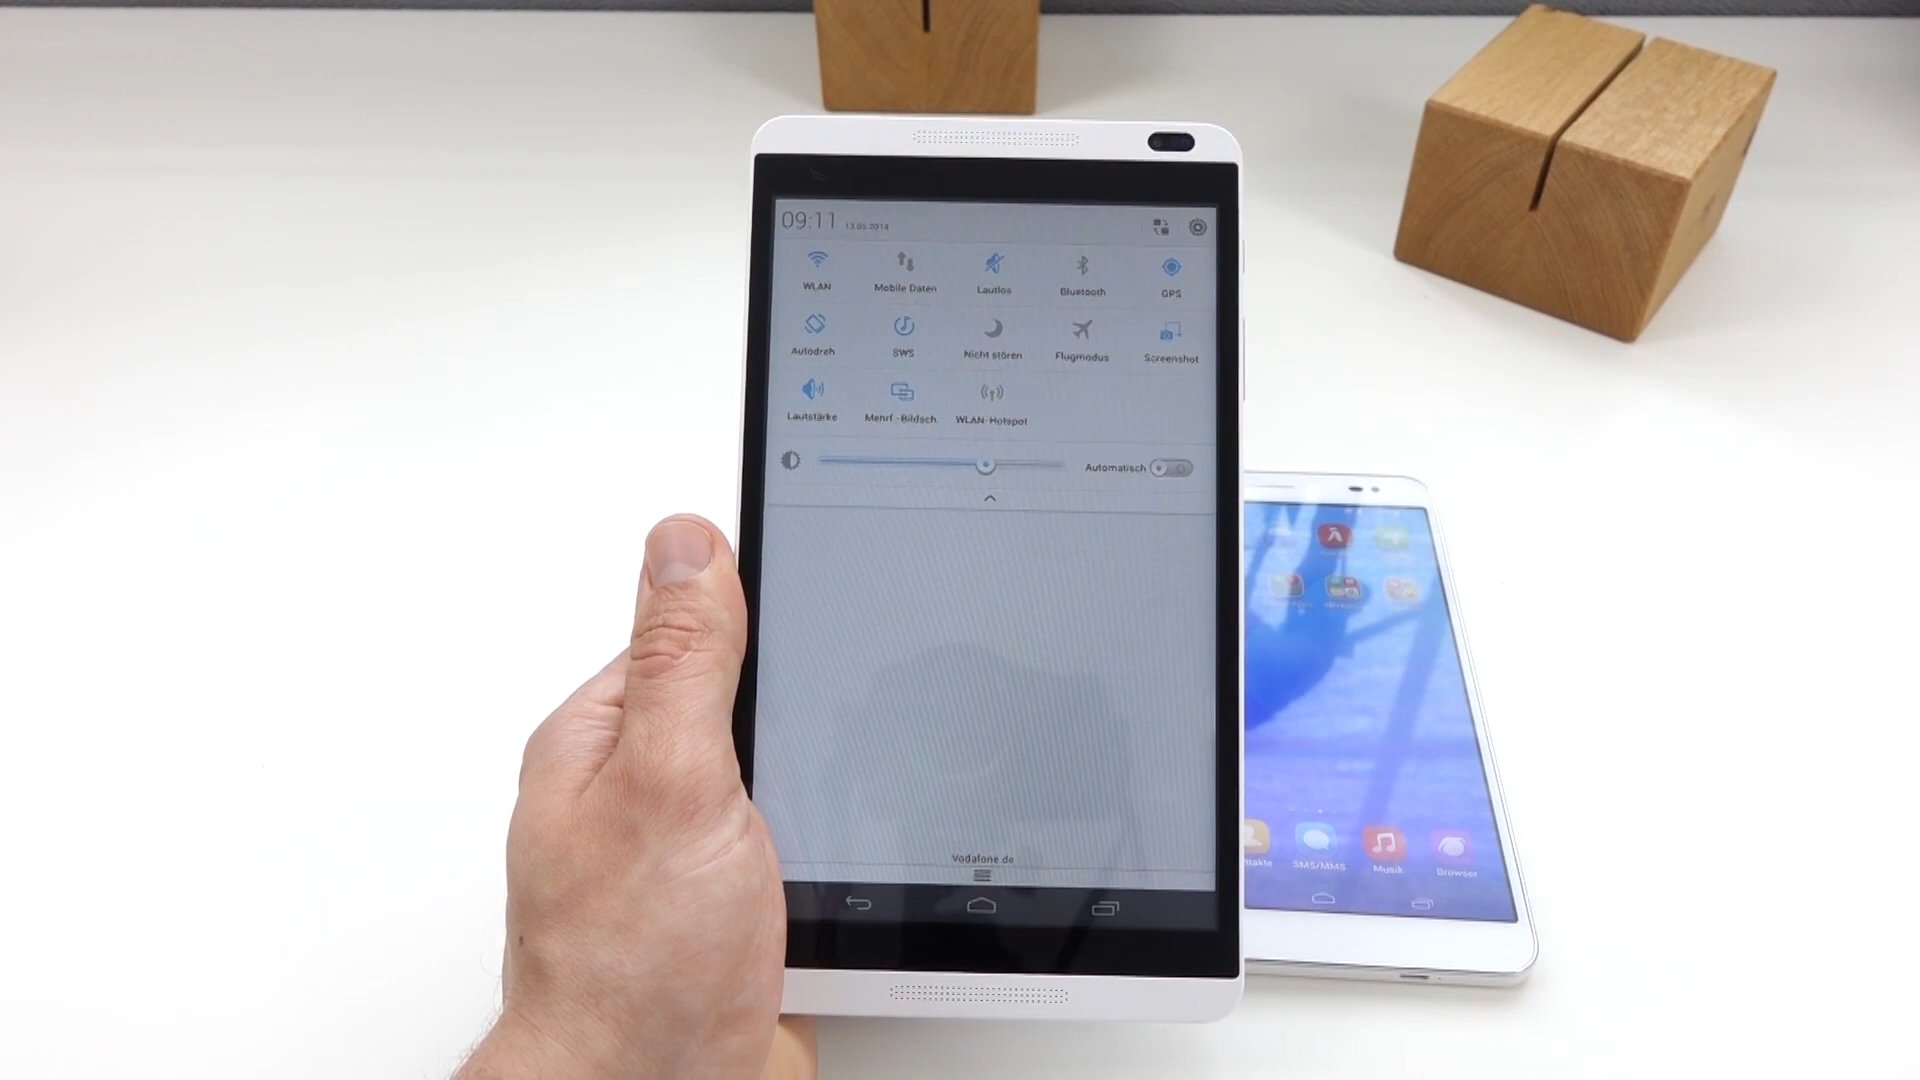 09:11 13.05.2014
WLAN Mobile Daten Lautlos Bluetooth GPS
Autodreh SWS Nicht stören Flugmodus Screenshot
Lautstärke Mehrf.-Bildsch. WLAN-Hotspot
Automatisch
Vodafone.de
ntakte SMS/MMS Musik Browser